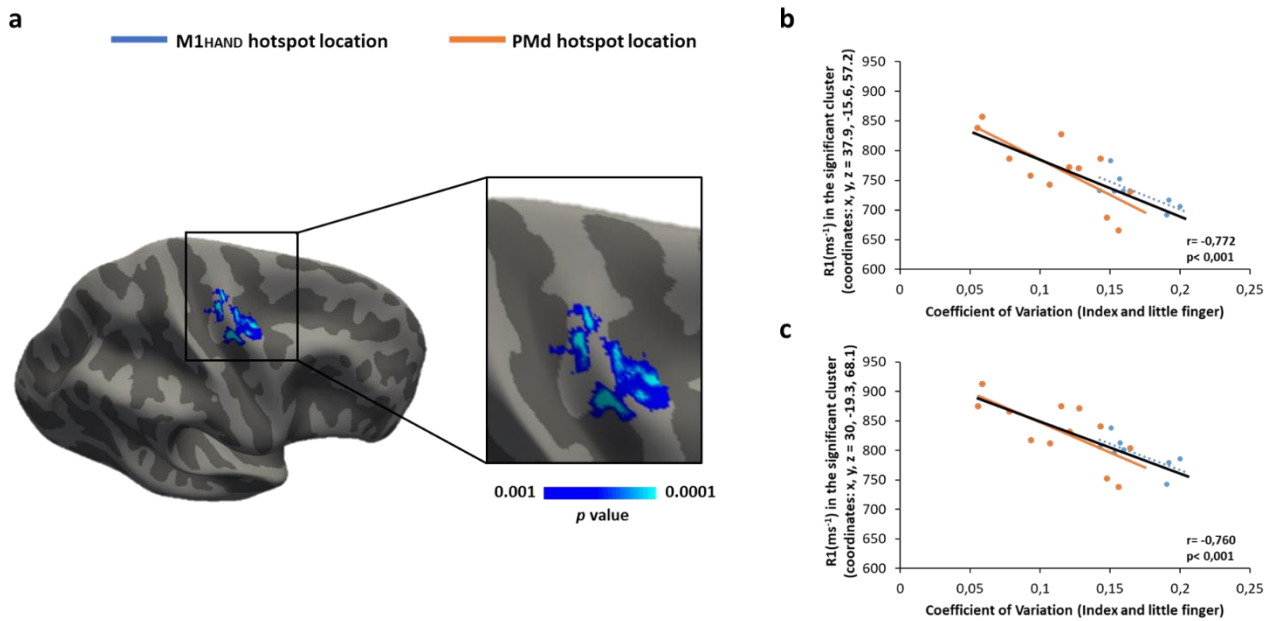 a
M1HAND hotspot location
PMd hotspot location
0.001
0.0001
p value
b
R1(ms⁻¹) in the significant cluster
(coordinates: x, y, z = 37.9, -15.6, 57.2)
950
900
850
800
750
700
650
600
0
0,05
0,1
0,15
0,2
0,25
r= -0,772
p< 0,001
Coefficient of Variation (Index and little finger)
c
R1(ms⁻¹) in the significant cluster
(coordinates: x, y, z = 30, -19.3, 68.1)
950
900
850
800
750
700
650
600
0
0,05
0,1
0,15
0,2
0,25
r= -0,760
p< 0,001
Coefficient of Variation (Index and little finger)